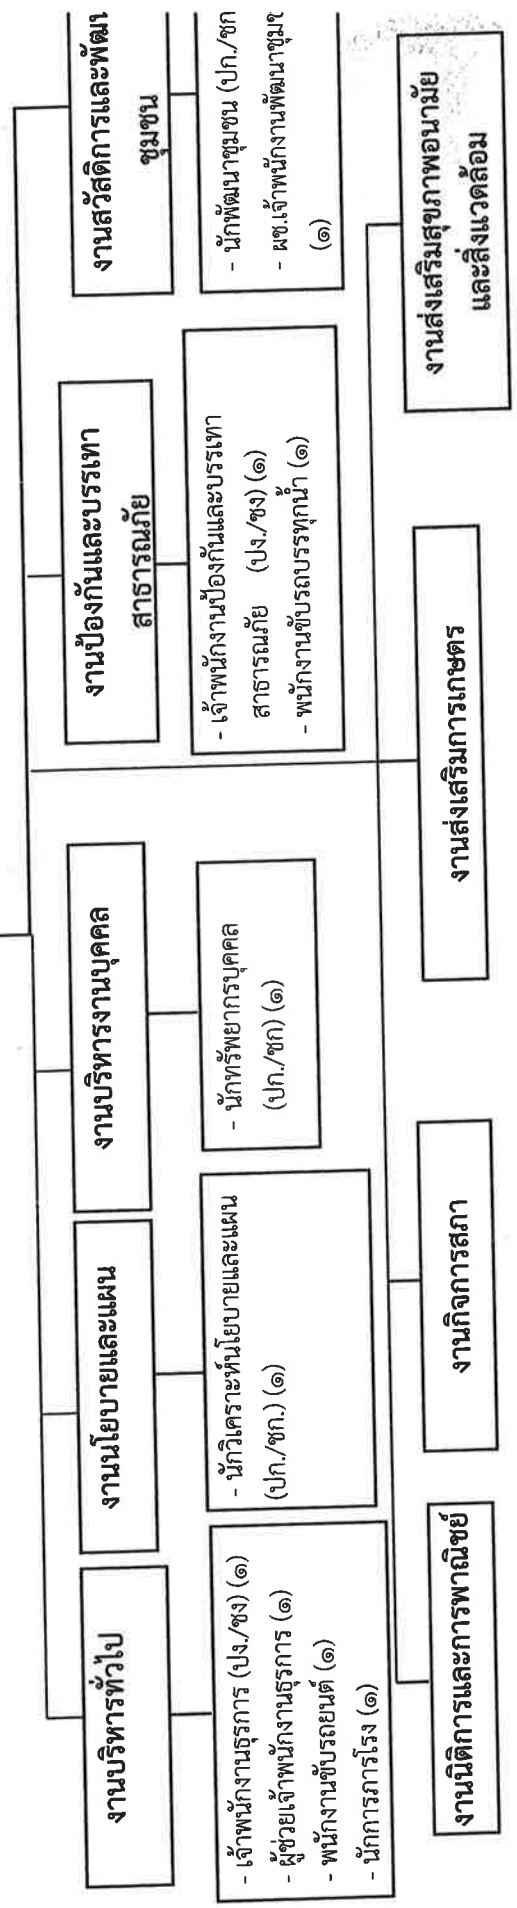 งานบริหารทั่วไป
- เจ้าพนักงานธุรการ (ปง./ชง) (๑)
- ผู้ช่วยเจ้าพนักงานธุรการ (๑)
- พนักงานขับรถยนต์ (๑)
- นักการภารโรง (๑)
งานนโยบายและแผน
- นักวิเคราะห์นโยบายและแผน
(ปก./ชก.) (๑)
งานบริหารงานบุคคล
- นักทรัพยากรบุคคล
(ปก./ชก) (๑)
งานป้องกันและบรรเทา
สาธารณภัย
- เจ้าพนักงานป้องกันและบรรเทา
สาธารณภัย (ปง./ชง) (๑)
- พนักงานขับรถบรรทุกน้ำ (๑)
งานสวัสดิการและพัฒน
ชุมชน
- นักพัฒนาชุมชน (ปก./ชก
- ผช.เจ้าพนักงานพัฒนาชุมช
(๑)
งานนิติการและการพาณิชย์
งานกิจการสภา
งานส่งเสริมการเกษตร
งานส่งเสริมสุขภาพอนามัย
และสิ่งแวดล้อม